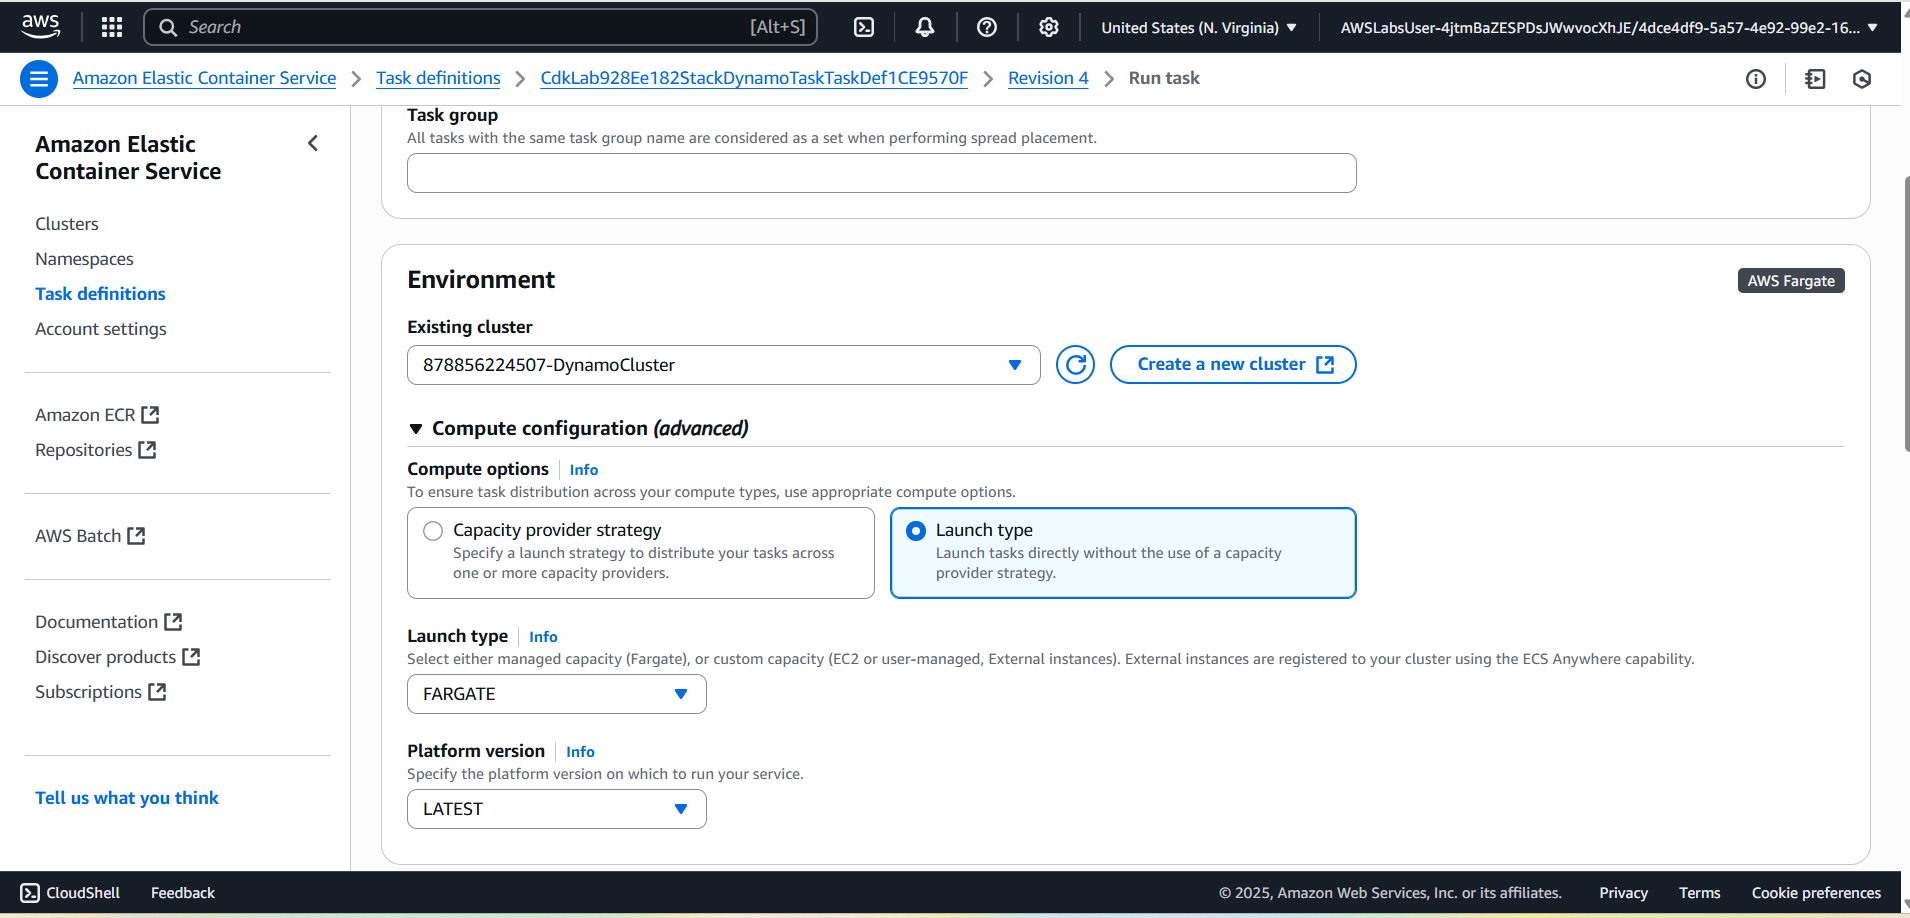 aws
Search [Alt+S]
United States (N. Virginia)
AWSLabsUser-4jtmBaZESPDsJWwvocXhJE/4dce4df9-5a57-4e92-99e2-16...
Amazon Elastic Container Service > Task definitions > CdkLab928Ee182StackDynamoTaskTaskDef1CE9570F > Revision 4 > Run task
Amazon Elastic
Container Service
Clusters
Namespaces
Task definitions
Account settings
Amazon ECR
Repositories
AWS Batch
Documentation
Discover products
Subscriptions
Tell us what you think
Task group
All tasks with the same task group name are considered as a set when performing spread placement.
Environment
AWS Fargate
Existing cluster
878856224507-DynamoCluster
Create a new cluster
Compute configuration (advanced)
Compute options Info
To ensure task distribution across your compute types, use appropriate compute options.
Capacity provider strategy
Specify a launch strategy to distribute your tasks across
one or more capacity providers.
Launch type
Launch tasks directly without the use of a capacity
provider strategy.
Launch type Info
Select either managed capacity (Fargate), or custom capacity (EC2 or user-managed, External instances). External instances are registered to your cluster using the ECS Anywhere capability.
FARGATE
Platform version Info
Specify the platform version on which to run your service.
LATEST
CloudShell
Feedback
© 2025, Amazon Web Services, Inc. or its affiliates.
Privacy
Terms
Cookie preferences